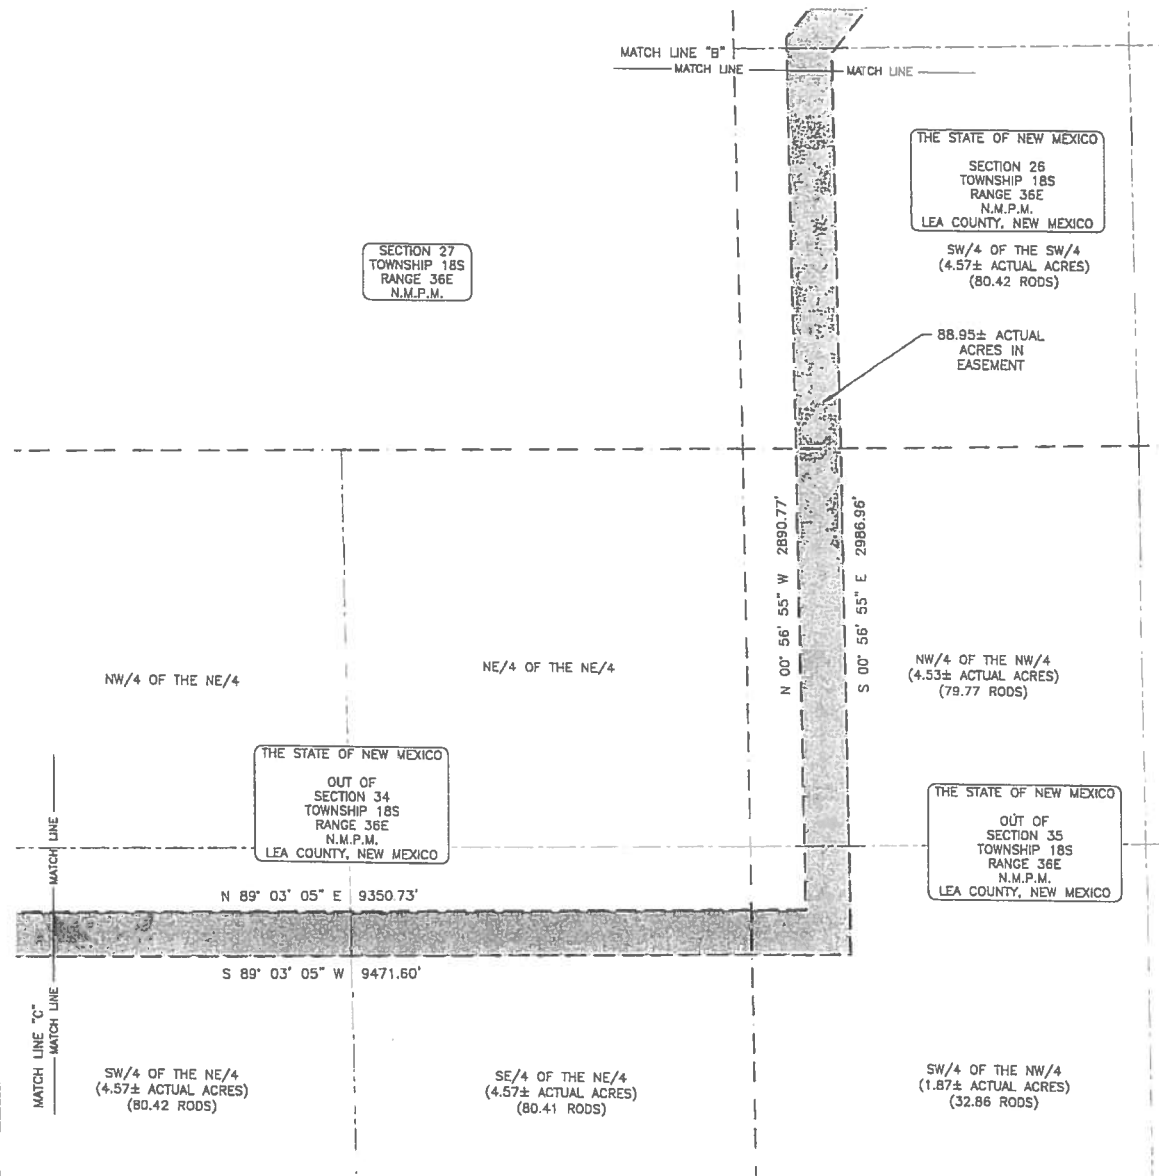 MATCH LINE "B"
MATCH LINE
MATCH LINE
THE STATE OF NEW MEXICO
SECTION 26
TOWNSHIP 18S
RANGE 36E
N.M.P.M.
LEA COUNTY, NEW MEXICO
SW/4 OF THE SW/4
(4.57± ACTUAL ACRES)
(80.42 RODS)
SECTION 27
TOWNSHIP 18S
RANGE 36E
N.M.P.M.
88.95± ACTUAL
ACRES IN
EASEMENT
N 00° 56' 55" W 2890.77'
S 00° 56' 55" E 2986.96'
NW/4 OF THE NE/4
NE/4 OF THE NE/4
NW/4 OF THE NW/4
(4.53± ACTUAL ACRES)
(79.77 RODS)
THE STATE OF NEW MEXICO
OUT OF
SECTION 34
TOWNSHIP 18S
RANGE 36E
N.M.P.M.
LEA COUNTY, NEW MEXICO
THE STATE OF NEW MEXICO
OUT OF
SECTION 35
TOWNSHIP 18S
RANGE 36E
N.M.P.M.
LEA COUNTY, NEW MEXICO
MATCH LINE
N 89° 03' 05" E 9350.73'
S 89° 03' 05" W 9471.60'
MATCH LINE "C"
MATCH LINE
SW/4 OF THE NE/4
(4.57± ACTUAL ACRES)
(80.42 RODS)
SE/4 OF THE NE/4
(4.57± ACTUAL ACRES)
(80.41 RODS)
SW/4 OF THE NW/4
(1.87± ACTUAL ACRES)
(32.86 RODS)